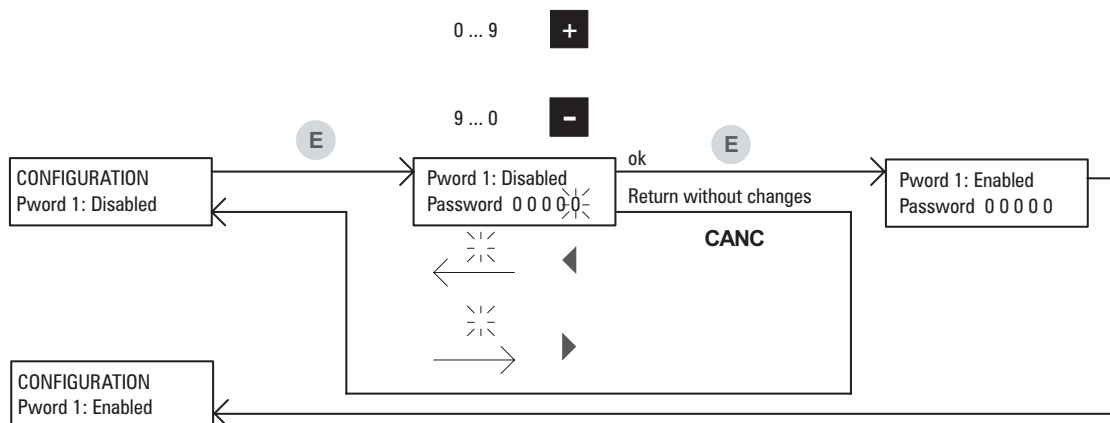 0 ... 9 +
9 ... 0 -
E
E
CONFIGURATION
Pword 1: Disabled
Pword 1: Disabled
Password 0 0 0 0 0
ok
Return without changes
CANC
Pword 1: Enabled
Password 0 0 0 0 0
CONFIGURATION
Pword 1: Enabled